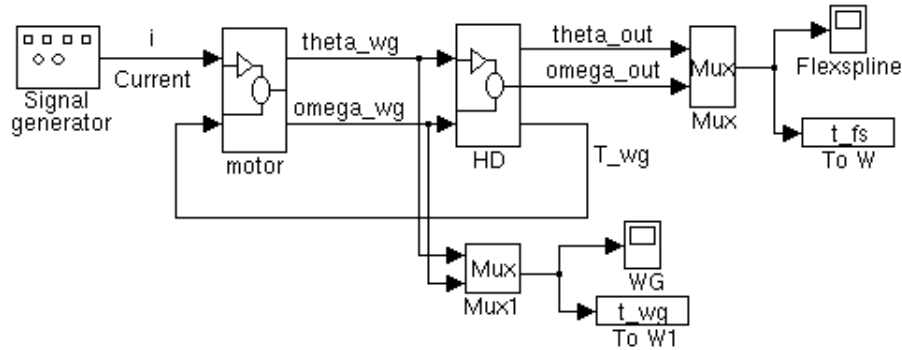 i
Current
Signal
generator
theta_wg
omega_wg
motor
theta_out
omega_out
HD
T_wg
Mux
Mux
Flexspline
t_fs
To W
Mux
Mux1
WG
t_wg
To W1